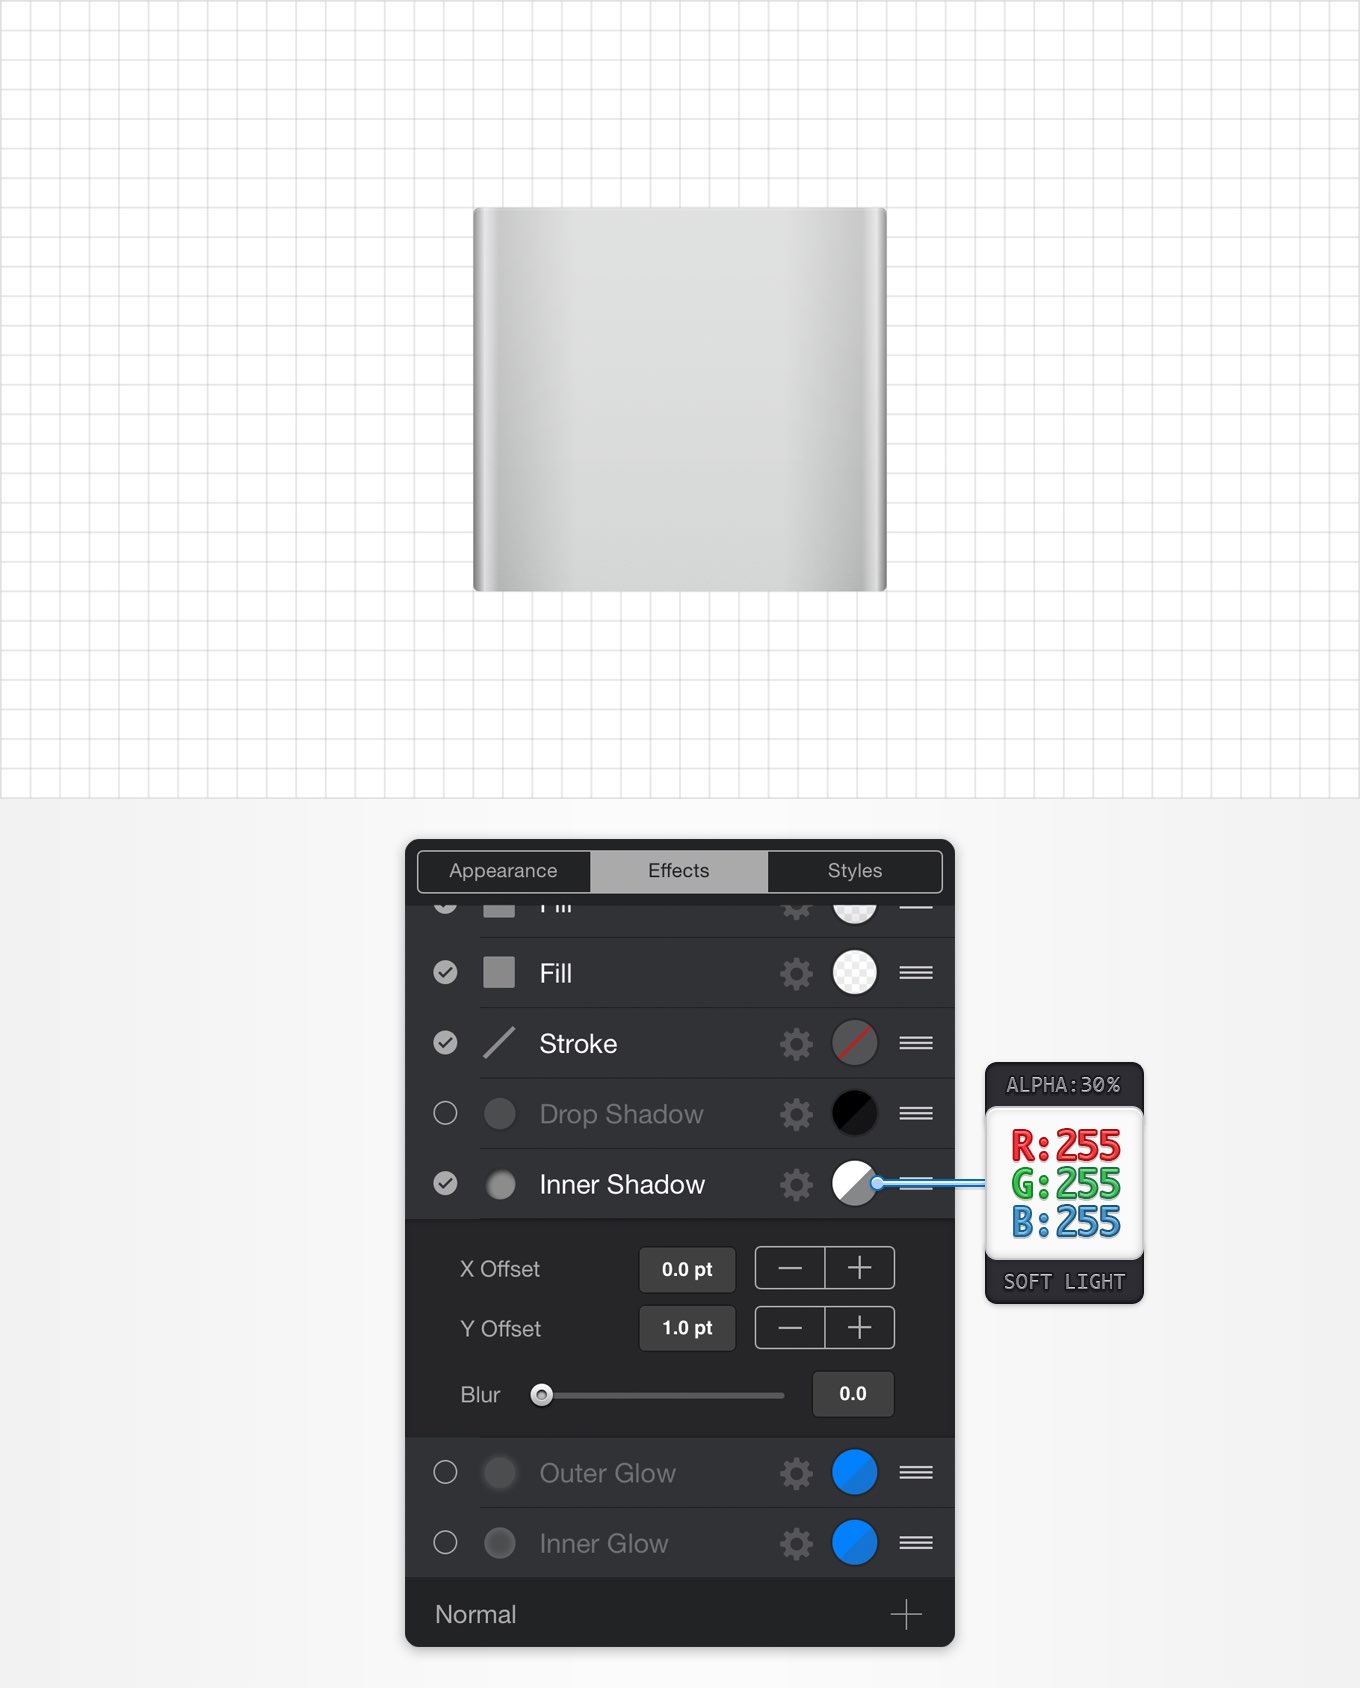 Appearance
Effects
Styles
Fill
Fill
Stroke
Drop Shadow
Inner Shadow
ALPHA:30%
R:255
G:255
B:255
SOFT LIGHT
X Offset
0.0 pt
Y Offset
1.0 pt
Blur
0.0
Outer Glow
Inner Glow
Normal